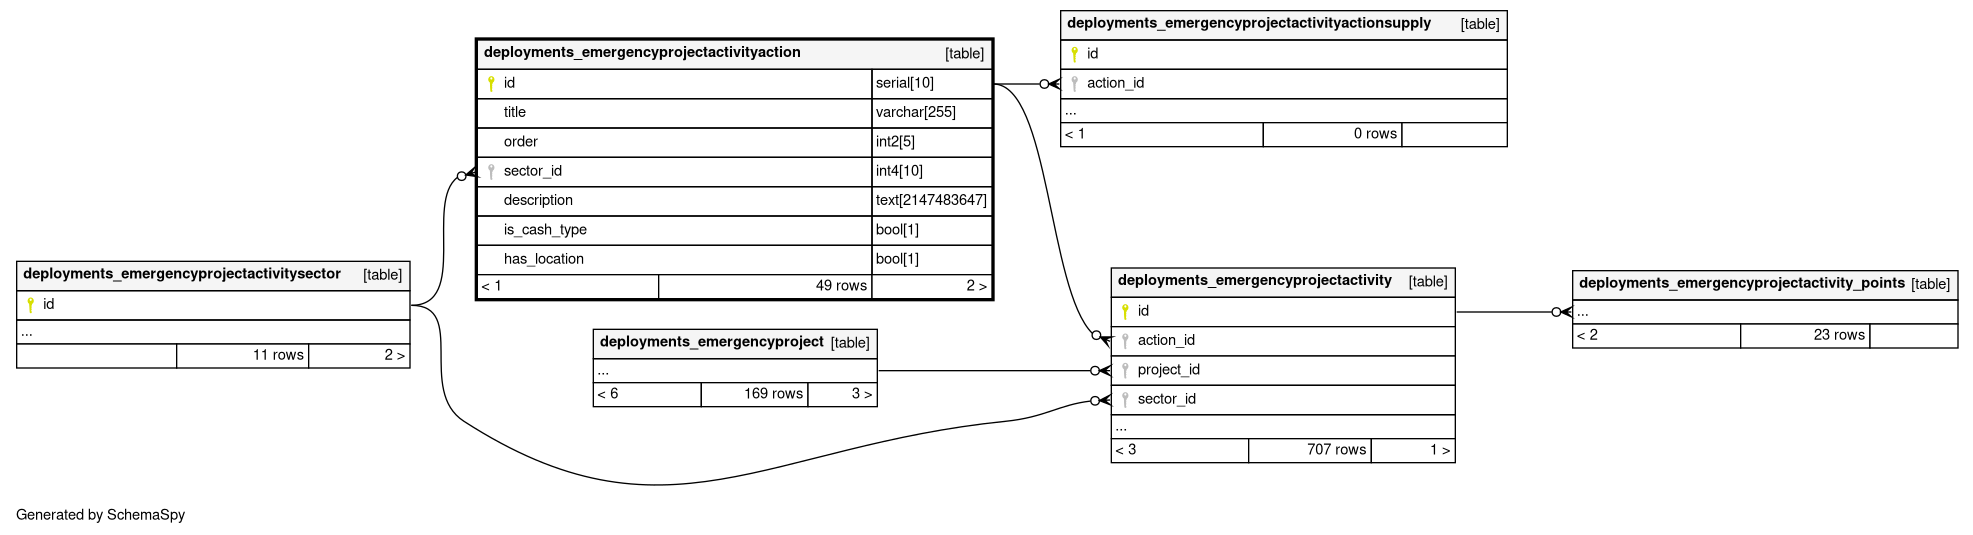 deployments_emergencyprojectactivityactionsupply [table]
id
action_id
...
< 1 0 rows
deployments_emergencyprojectactivityaction [table]
id serial[10]
title varchar[255]
order int2[5]
sector_id int4[10]
description text[2147483647]
is_cash_type bool[1]
has_location bool[1]
< 1 49 rows 2 >
deployments_emergencyprojectactivitysector [table]
id
...
11 rows 2 >
deployments_emergencyproject [table]
...
< 6 169 rows 3 >
deployments_emergencyprojectactivity [table]
id
action_id
project_id
sector_id
...
< 3 707 rows 1 >
deployments_emergencyprojectactivity_points [table]
...
< 2 23 rows
Generated by SchemaSpy